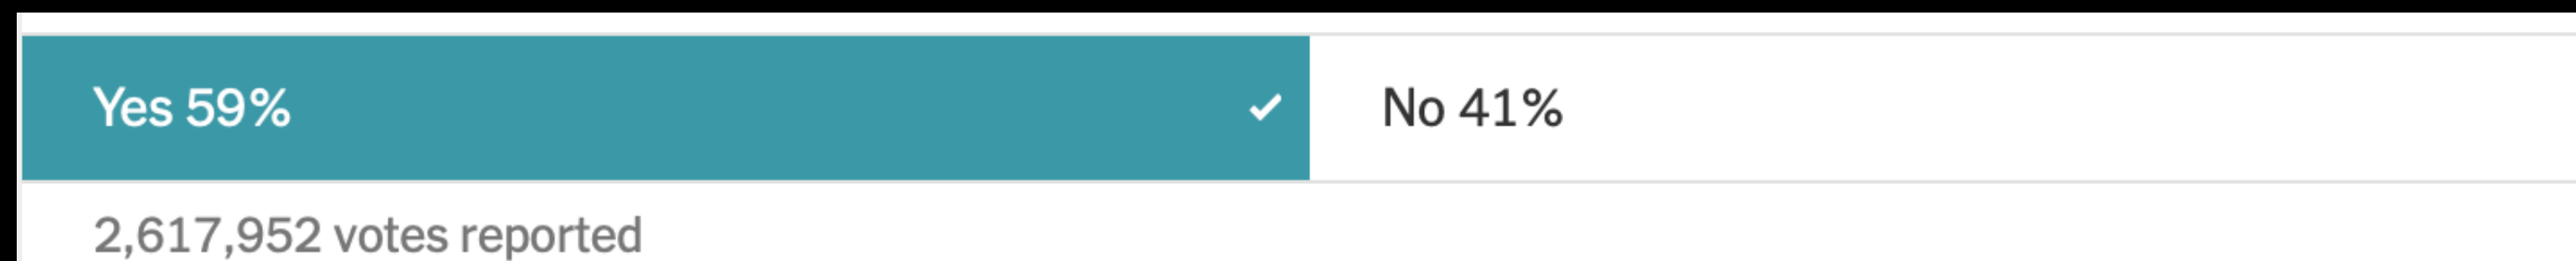 Yes 59% ✓ No 41%
2,617,952 votes reported